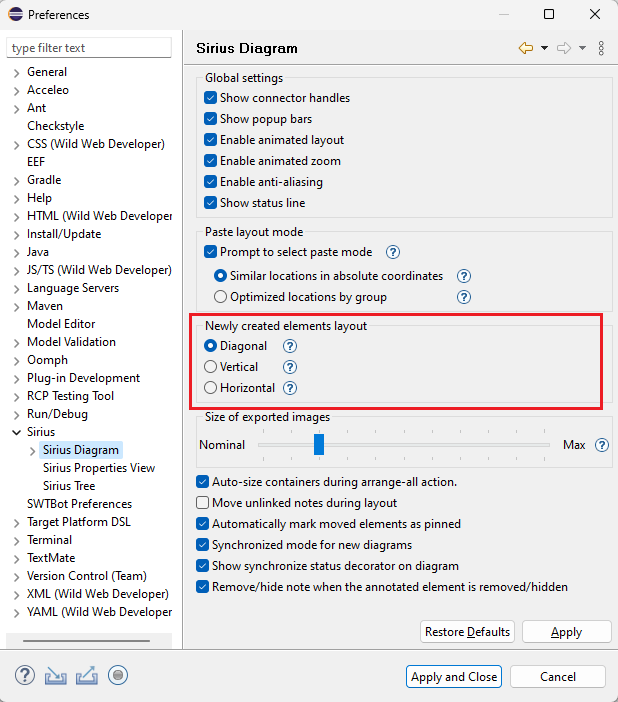 Preferences
type filter text
General
Acceleo
Ant
Checkstyle
CSS (Wild Web Developer)
EEF
Gradle
Help
HTML (Wild Web Developer
Install/Update
Java
JS/TS (Wild Web Developer)
Language Servers
Maven
Model Editor
Model Validation
Oomph
Plug-in Development
RCP Testing Tool
Run/Debug
Sirius
Sirius Diagram
Sirius Properties View
Sirius Tree
SWTBot Preferences
Target Platform DSL
Terminal
TextMate
Version Control (Team)
XML (Wild Web Developer)
YAML (Wild Web Developer
Sirius Diagram
Global settings
Show connector handles
Show popup bars
Enable animated layout
Enable animated zoom
Enable anti-aliasing
Show status line
Paste layout mode
Prompt to select paste mode ?
Similar locations in absolute coordinates ?
Optimized locations by group ?
Newly created elements layout
Diagonal ?
Vertical ?
Horizontal ?
Size of exported images
Nominal Max ?
Auto-size containers during arrange-all action.
Move unlinked notes during layout
Automatically mark moved elements as pinned
Synchronized mode for new diagrams
Show synchronize status decorator on diagram
Remove/hide note when the annotated element is removed/hidden
Restore Defaults Apply
? Apply and Close Cancel